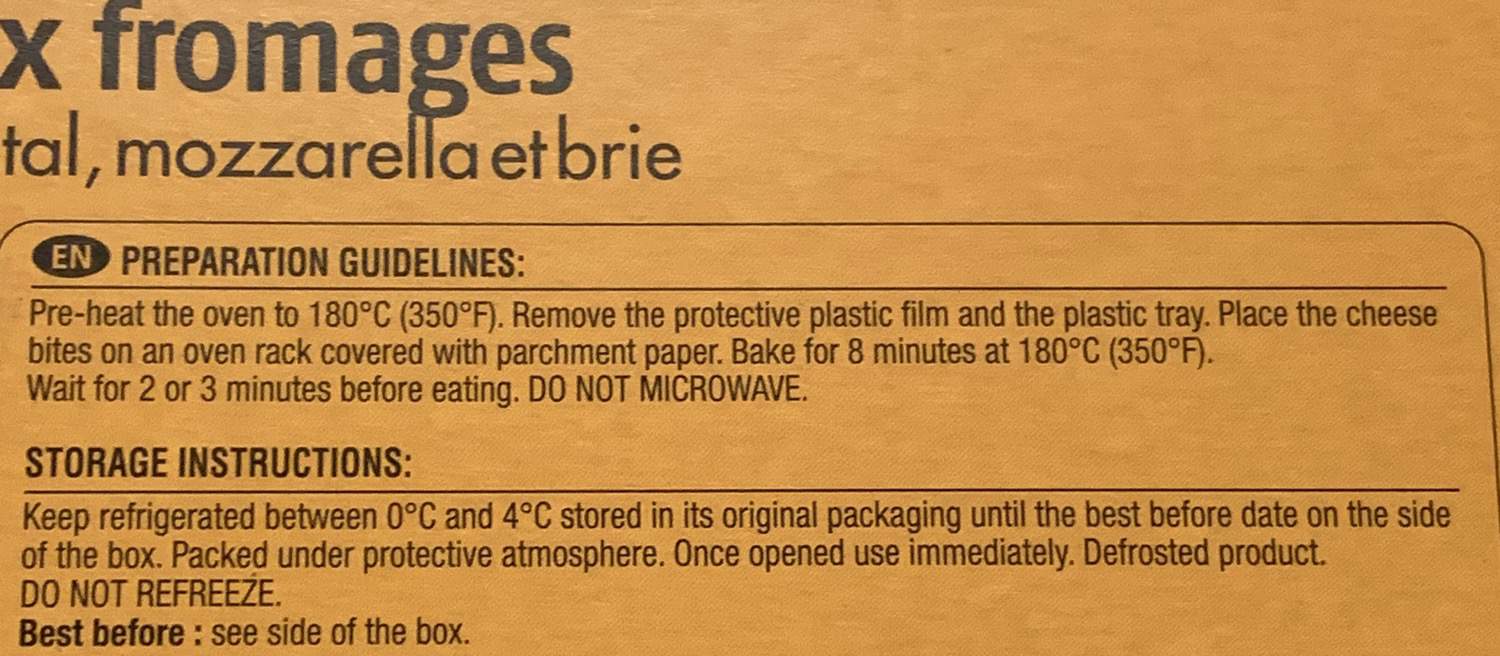 x fromages
tal, mozzarella et brie
EN PREPARATION GUIDELINES:
Pre-heat the oven to 180°C (350°F). Remove the protective plastic film and the plastic tray. Place the cheese
bites on an oven rack covered with parchment paper. Bake for 8 minutes at 180°C (350°F).
Wait for 2 or 3 minutes before eating. DO NOT MICROWAVE.
STORAGE INSTRUCTIONS:
Keep refrigerated between 0°C and 4°C stored in its original packaging until the best before date on the side
of the box. Packed under protective atmosphere. Once opened use immediately. Defrosted product.
DO NOT REFREEZE.
Best before : see side of the box.